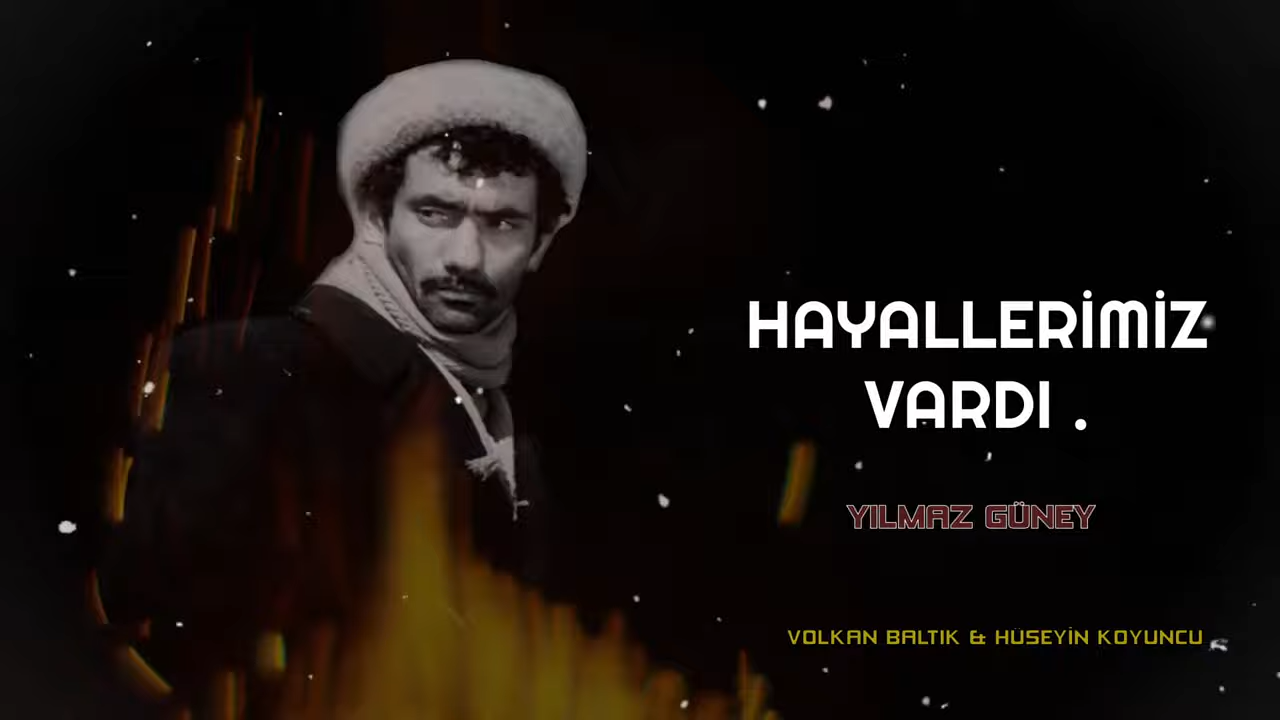 HAYALLERİMİZ
VARDI .
YILMAZ GÜNEY
VOLKAN BALTIK & HÜSEYİN KOYUNCU